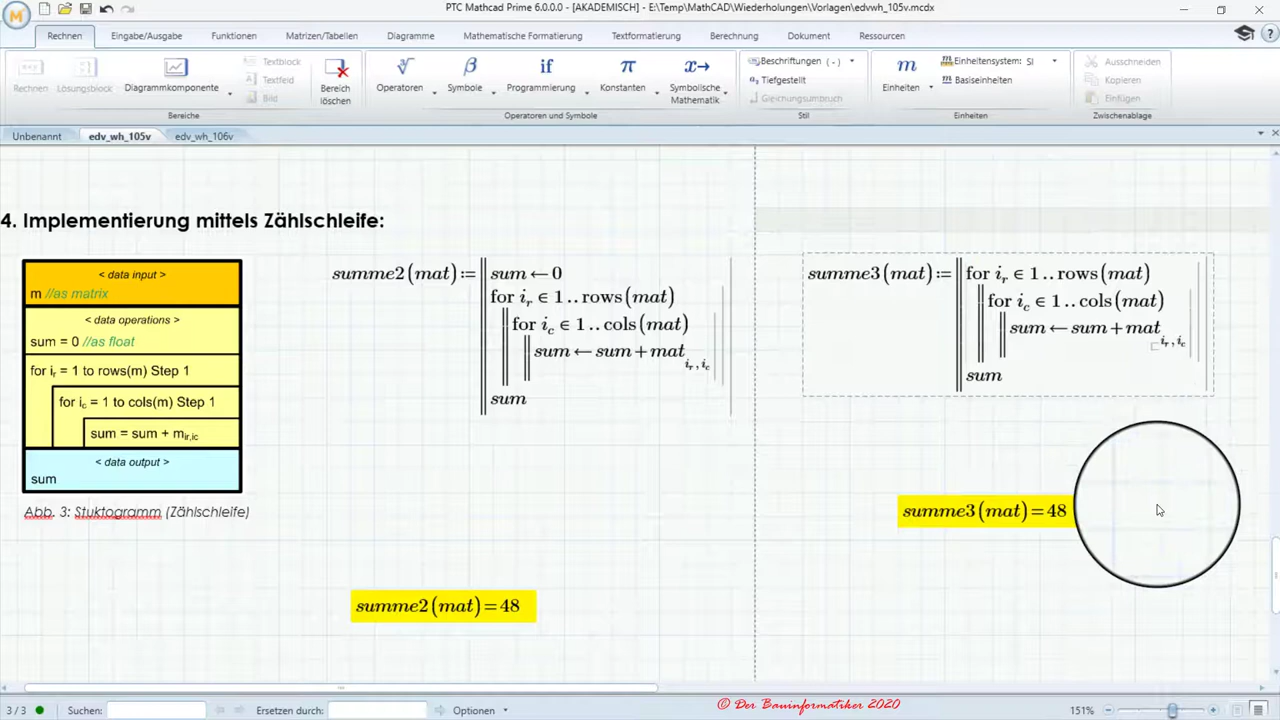 PTC Mathcad Prime 6.0.0.0 - [AKADEMISCH] - E:\Temp\MatCAD\Wiederholungen\Vorlagen\edvwh_105v.mcdx
Rechnen Eingabe/Ausgabe Funktionen Matrizen/Tabellen Diagramme Mathematische Formatierung Textformatierung Berechnung Dokument Ressourcen
Rechnen Lösungsblock Diagrammkomponente Textblock Textfeld Bild Bereich löschen Operatoren Symbole Programmierung Konstanten Symbolische Mathematik Beschriftungen ( - ) Tiefgestellt Gleichungsumbruch Einheiten Einheitensystem: SI Basiseinheiten Ausschneiden Kopieren Einfügen
Bereiche Operatoren und Symbole Stil Einheiten Zwischenablage
Unbenannt edv_wh_105v edv_wh_106v
4. Implementierung mittels Zählschleife:
< data input >
m //as matrix
< data operations >
sum = 0 //as float
for ir = 1 to rows(m) Step 1
for ic = 1 to cols(m) Step 1
sum = sum + mir,ic
< data output >
sum
Abb. 3: Stuktogramm (Zählschleife)
summe2(mat):= sum←0
for ir ∈ 1..rows(mat)
for ic ∈ 1..cols(mat)
sum←sum+mat ir,ic
sum
summe2(mat)=48
summe3(mat):= for ir ∈ 1..rows(mat)
for ic ∈ 1..cols(mat)
sum←sum+mat ir,ic
sum
summe3(mat)=48
3 / 3 Suchen: Ersetzen durch: Optionen 151%
© Der Bauinformatiker 2020